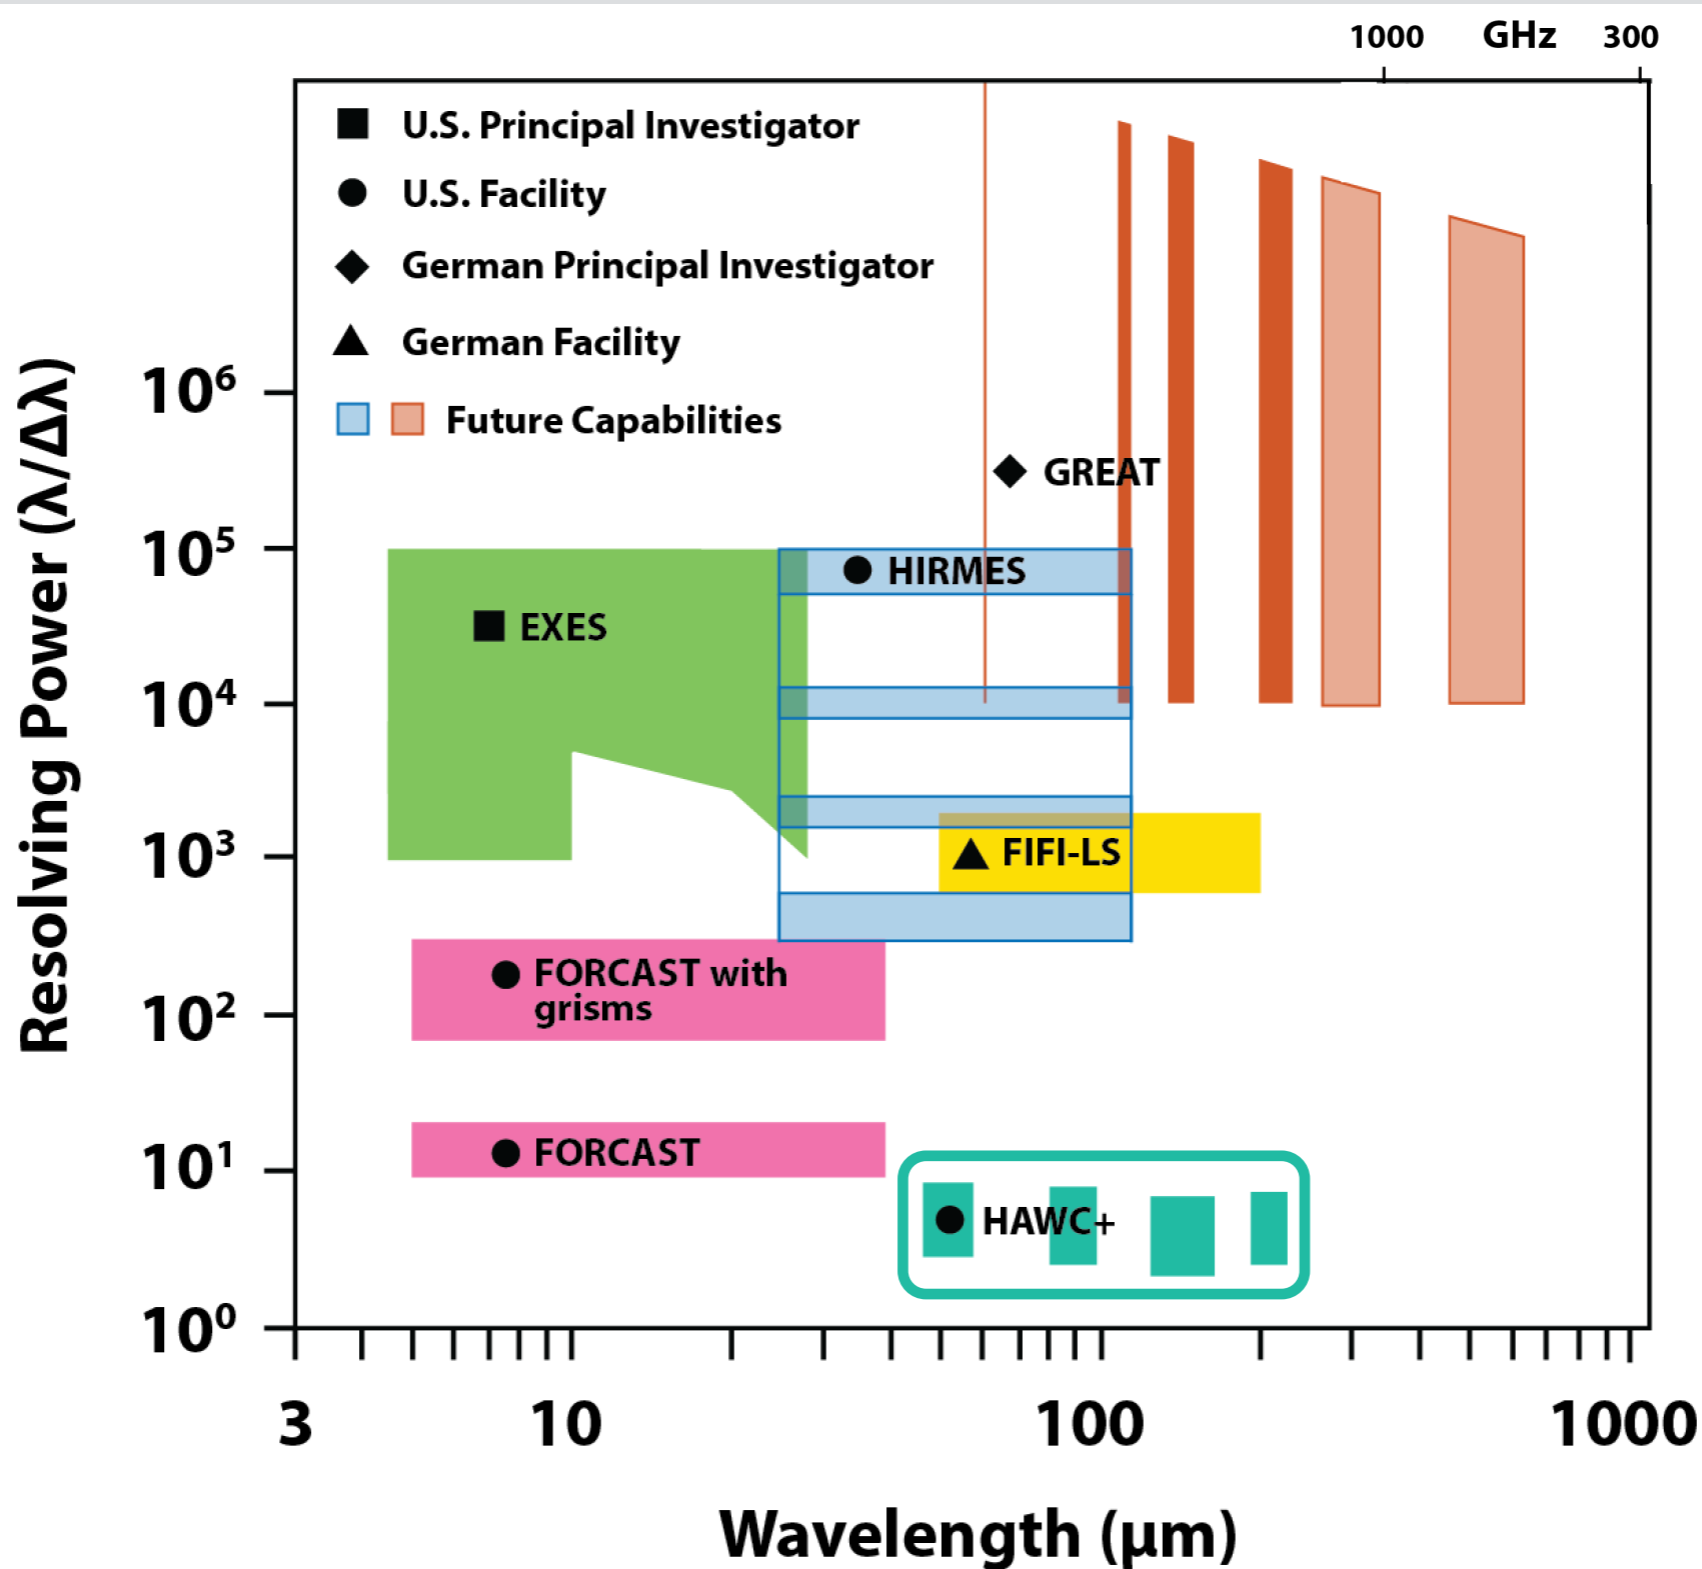 1000 GHz 300
U.S. Principal Investigator
U.S. Facility
German Principal Investigator
German Facility
Future Capabilities
Resolving Power (λ/Δλ)
10⁶
10⁵
10⁴
10³
10²
10¹
10⁰
GREAT
HIRMES
EXES
FIFI-LS
FORCAST with
grisms
FORCAST
HAWC+
3 10 100 1000
Wavelength (μm)